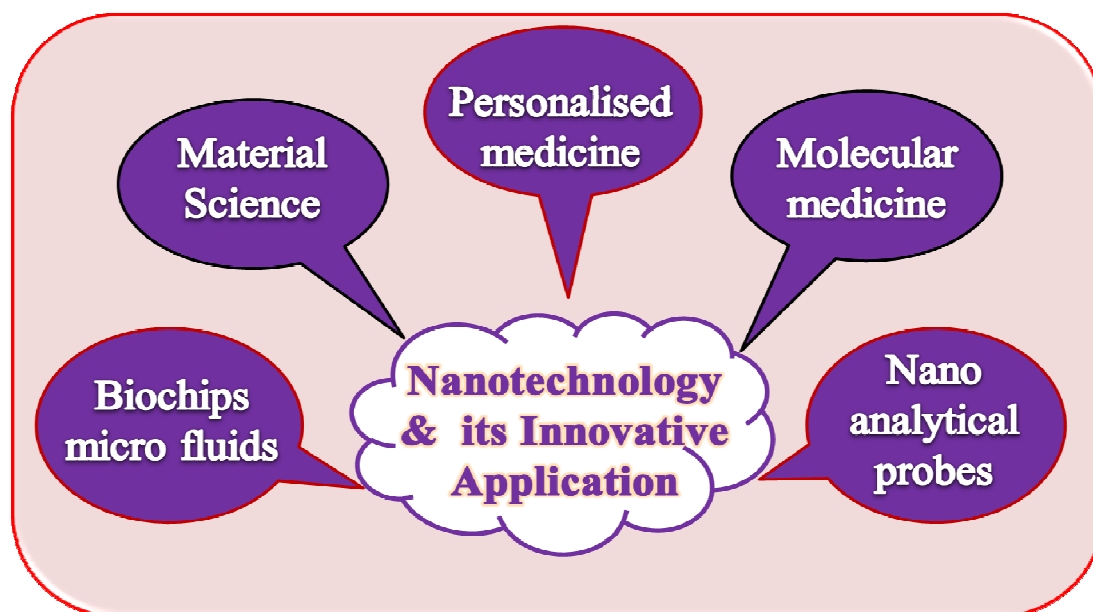 Personalised
medicine
Material
Science
Molecular
medicine
Biochips
micro fluids
Nanotechnology
& its Innovative
Application
Nano
analytical
probes